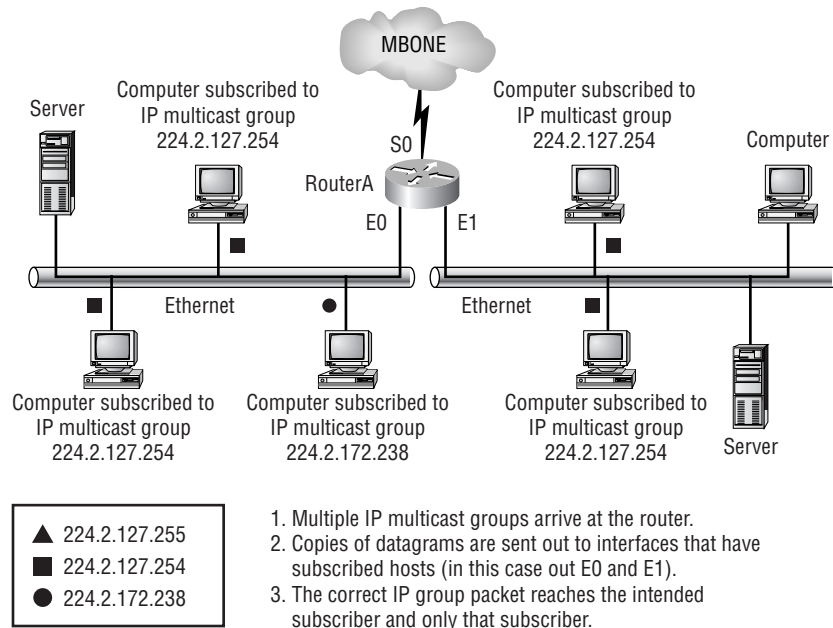 MBONE
Server
Computer subscribed to
IP multicast group
224.2.127.254
Computer subscribed to
IP multicast group
224.2.127.254
Computer
S0
RouterA
E0
E1
Ethernet
Ethernet
Computer subscribed to
IP multicast group
224.2.127.254
Computer subscribed to
IP multicast group
224.2.172.238
Computer subscribed to
IP multicast group
224.2.127.254
Server
224.2.127.255
224.2.127.254
224.2.172.238
1. Multiple IP multicast groups arrive at the router.
2. Copies of datagrams are sent out to interfaces that have
subscribed hosts (in this case out E0 and E1).
3. The correct IP group packet reaches the intended
subscriber and only that subscriber.